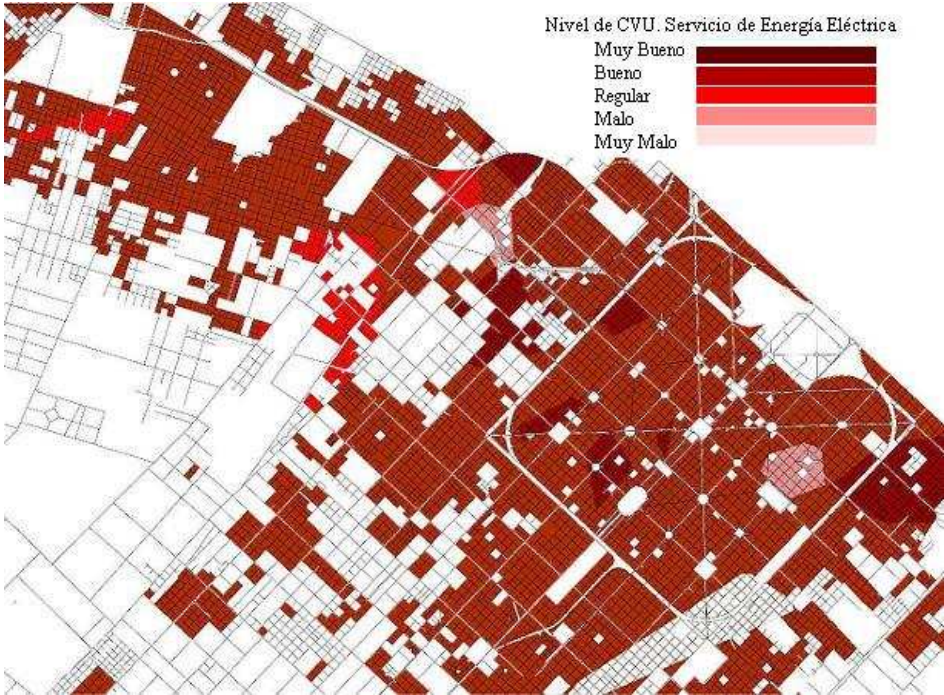 Nivel de CVU. Servicio de Energía Eléctrica
Muy Bueno
Bueno
Regular
Malo
Muy Malo